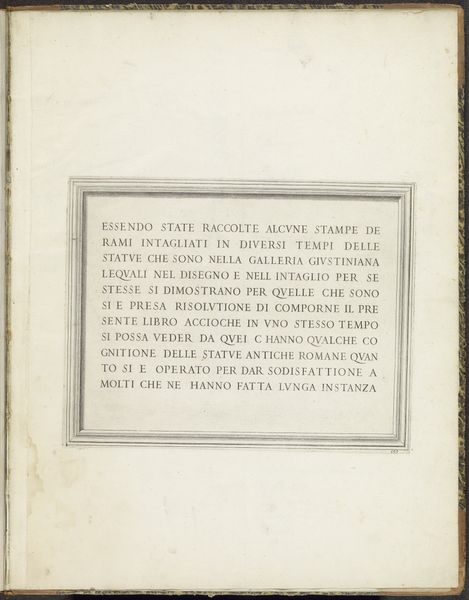 ESSENDO STATE RACCOLTE ALCVNE STAMPE DE
RAMI INTAGLIATI IN DIVERSI TEMPI DELLE
STATVE CHE SONO NELLA GALLERIA GIVSTINIANA
LEQVALI NEL DISEGNO E NELL INTAGLIO PER SE
STESSE SI DIMOSTRANO PER QVELLE CHE SONO
SI E PRESA RISOLVTIONE DI COMPORNE IL PRE
SENTE LIBRO ACCIOCHE IN VNO STESSO TEMPO
SI POSSA VEDER DA QVEI C HANNO QVALCHE CO
GNITIONE DELLE STATVE ANTICHE ROMANE QVAN
TO SI E OPERATO PER DAR SODISFATTIONE A
MOLTI CHE NE HANNO FATTA LVNGA INSTANZA